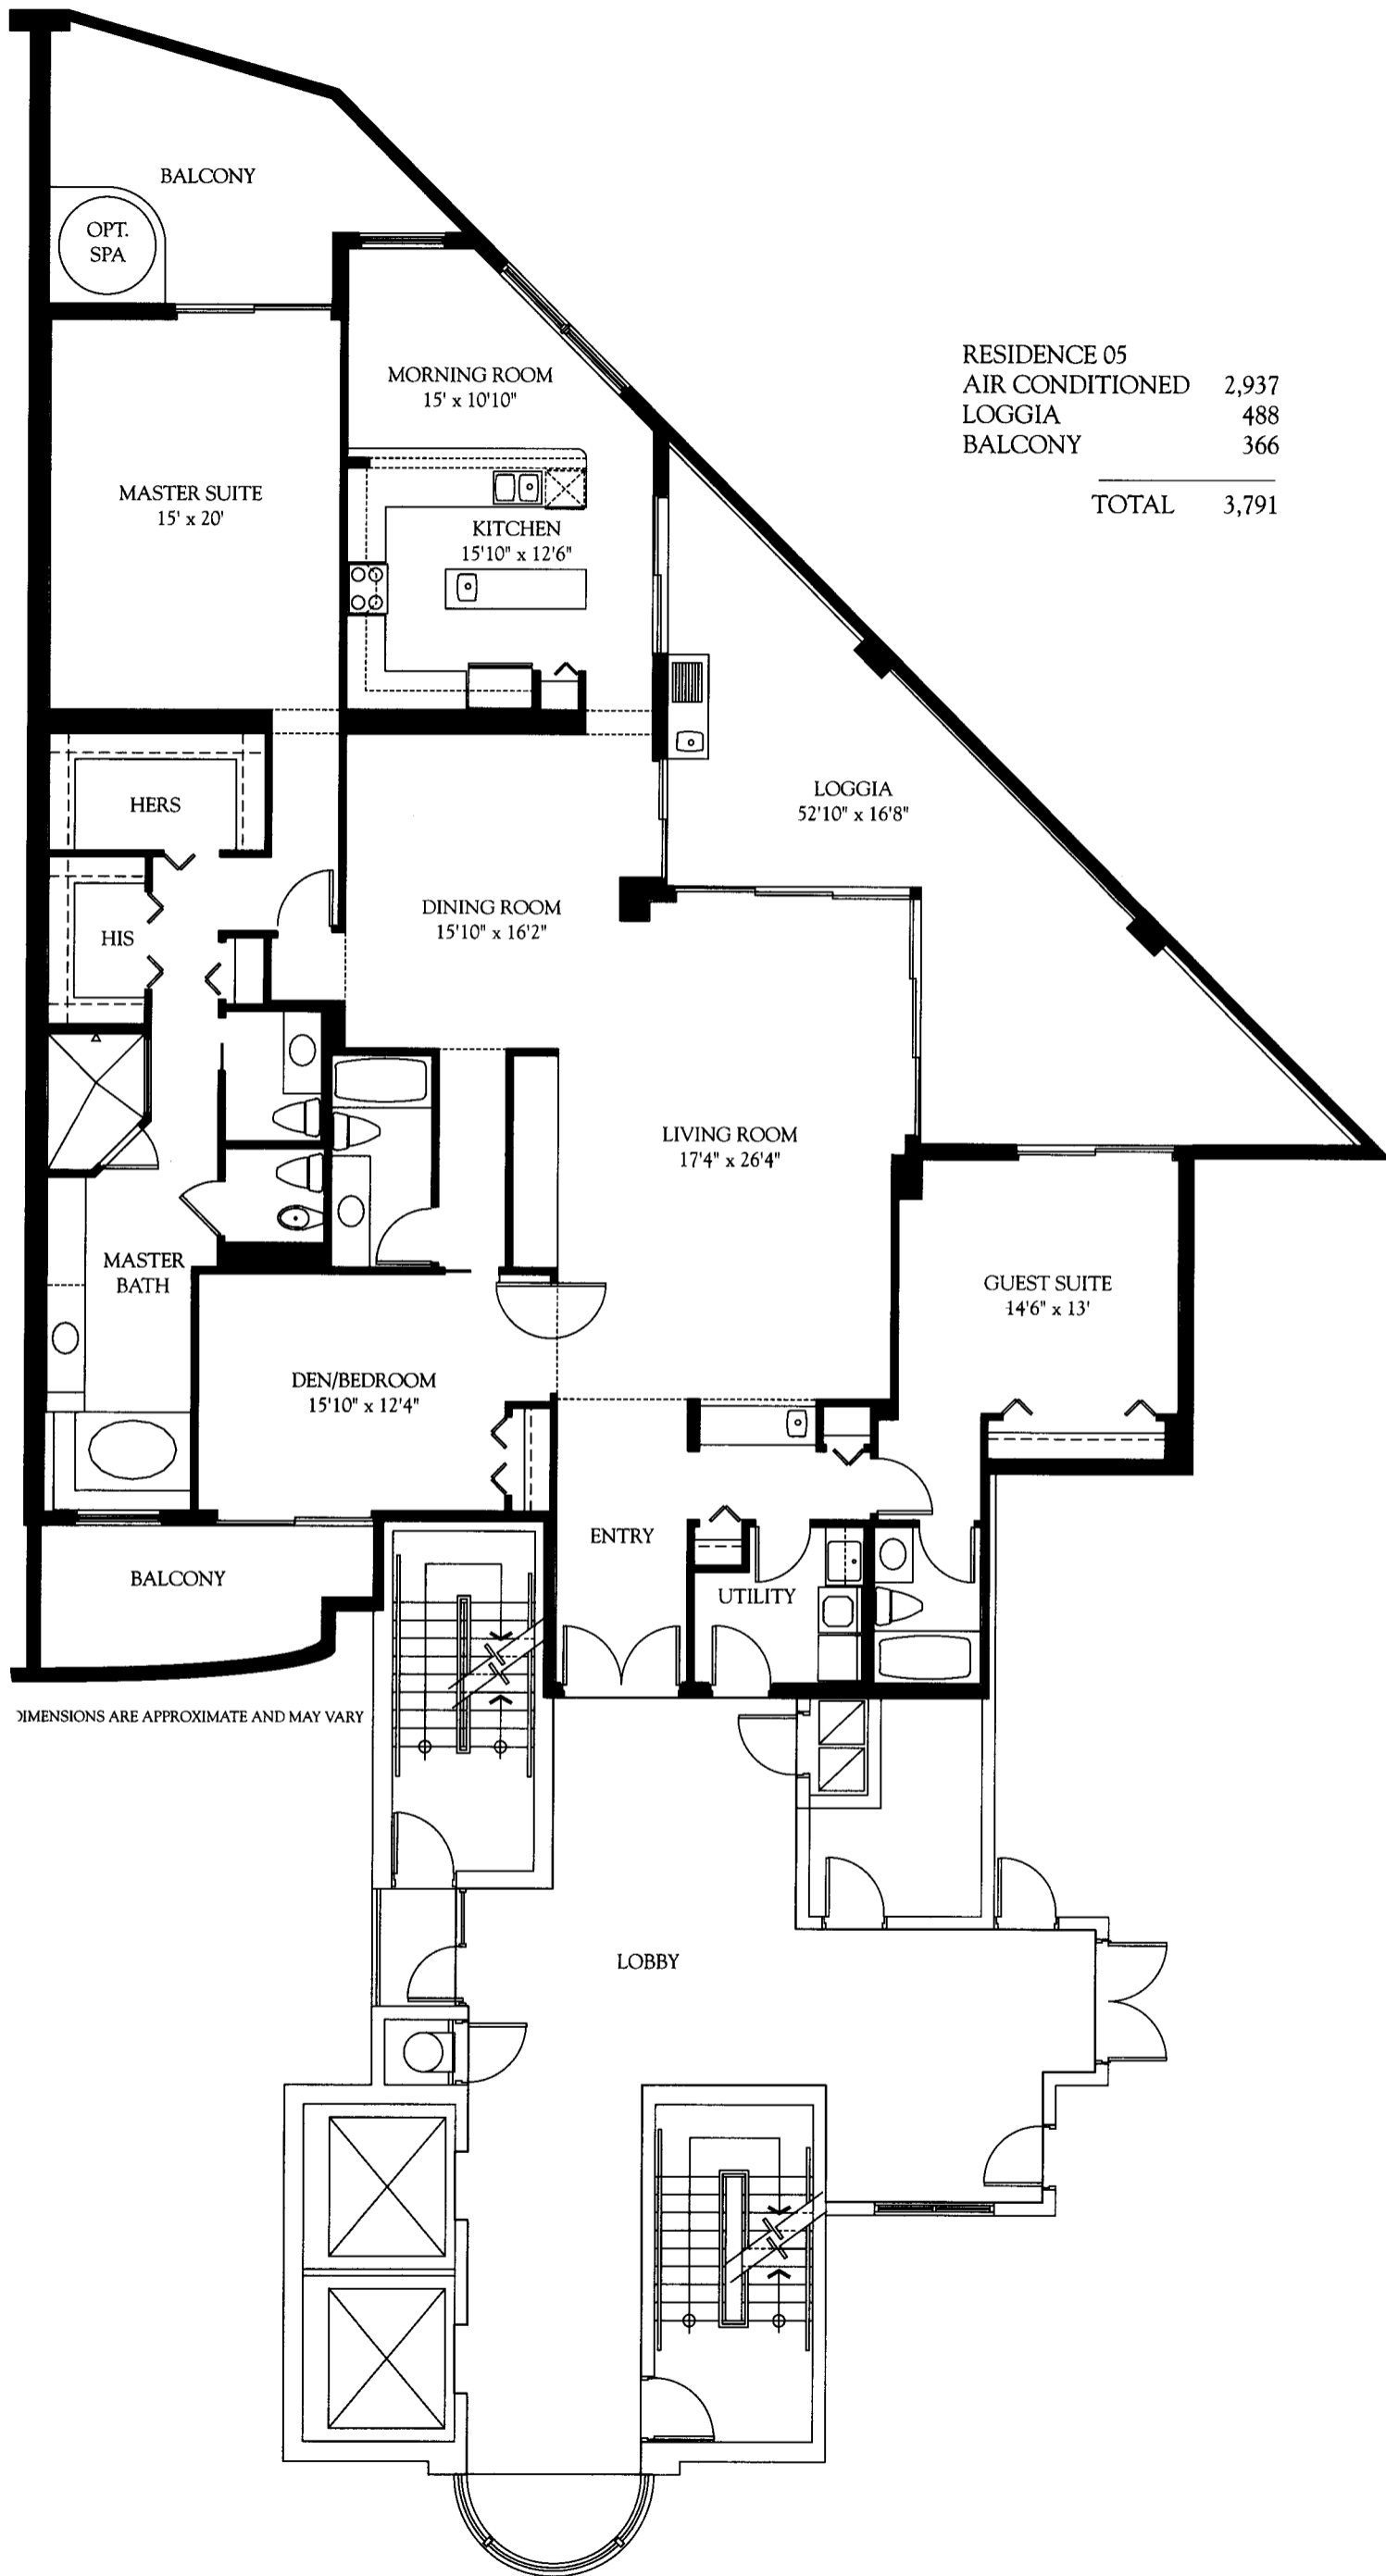 BALCONY
OPT.
SPA
RESIDENCE 05
AIR CONDITIONED 2,937
LOGGIA 488
BALCONY 366
TOTAL 3,791
MORNING ROOM
15' x 10'10"
MASTER SUITE
15' x 20'
KITCHEN
15'10" x 12'6"
HERS
LOGGIA
52'10" x 16'8"
HIS
DINING ROOM
15'10" x 16'2"
LIVING ROOM
17'4" x 26'4"
MASTER
BATH
GUEST SUITE
14'6" x 13'
DEN/BEDROOM
15'10" x 12'4"
ENTRY
BALCONY
UTILITY
DIMENSIONS ARE APPROXIMATE AND MAY VARY
LOBBY